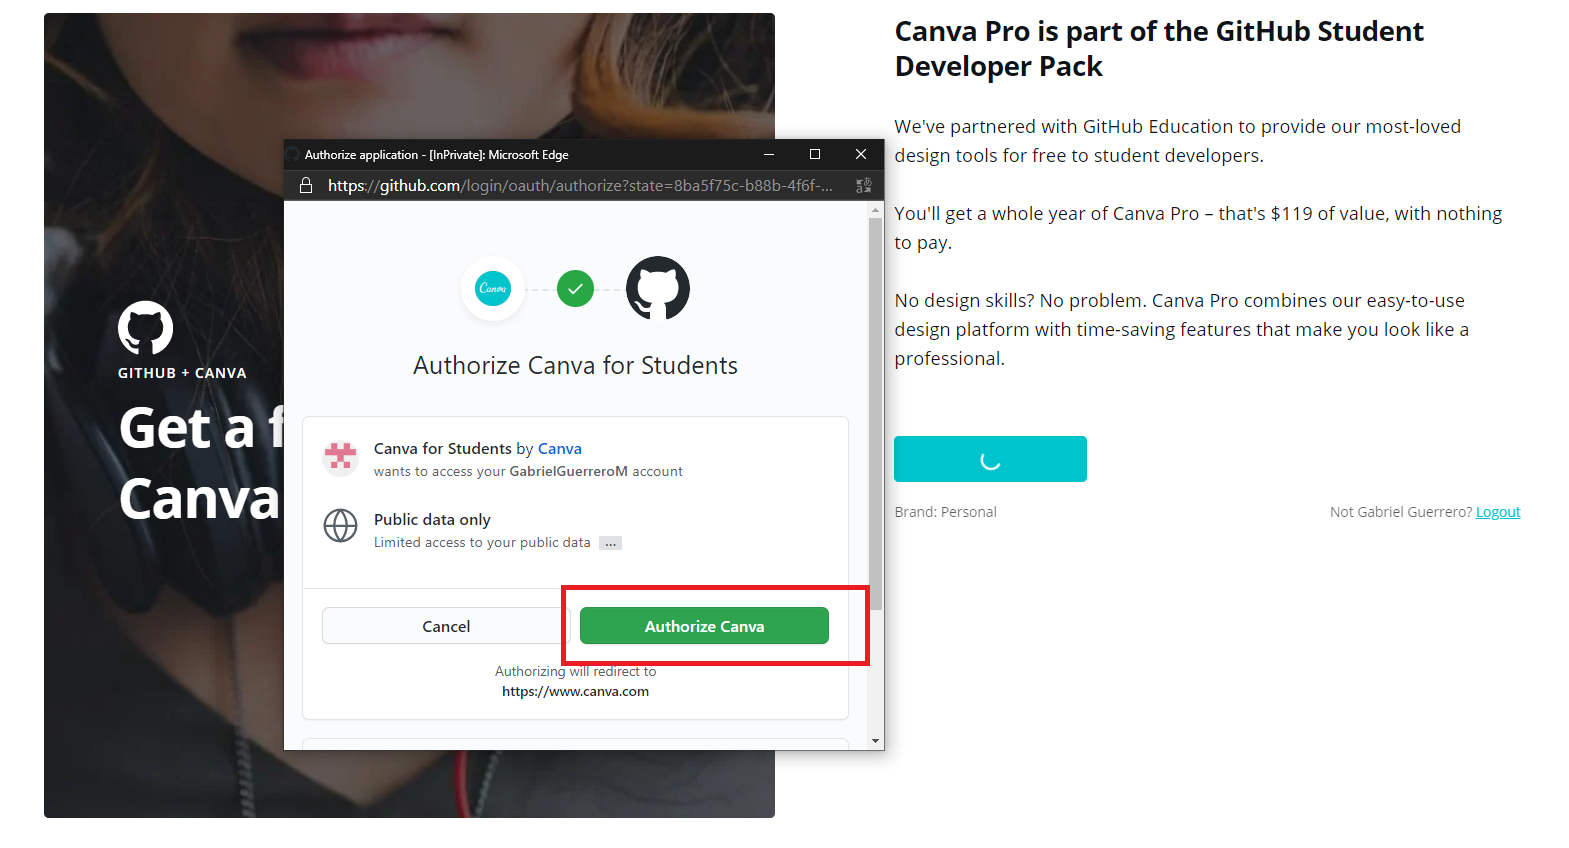 Canva Pro is part of the GitHub Student
Developer Pack
We've partnered with GitHub Education to provide our most-loved
design tools for free to student developers.
You'll get a whole year of Canva Pro – that's $119 of value, with nothing
to pay.
No design skills? No problem. Canva Pro combines our easy-to-use
design platform with time-saving features that make you look like a
professional.
Brand: Personal
Not Gabriel Guerrero? Logout
GITHUB + CANVA
Get a f
Canva
Authorize application - [InPrivate]: Microsoft Edge
https://github.com/login/oauth/authorize?state=8ba5f75c-b88b-4f6f-...
Canva
Authorize Canva for Students
Canva for Students by Canva
wants to access your GabrielGuerreroM account
Public data only
Limited access to your public data ...
Cancel
Authorize Canva
Authorizing will redirect to
https://www.canva.com